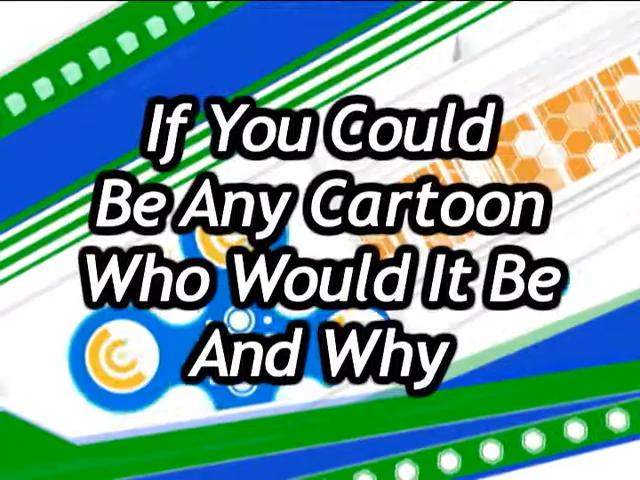 If You Could
Be Any Cartoon
Who Would It Be
And Why